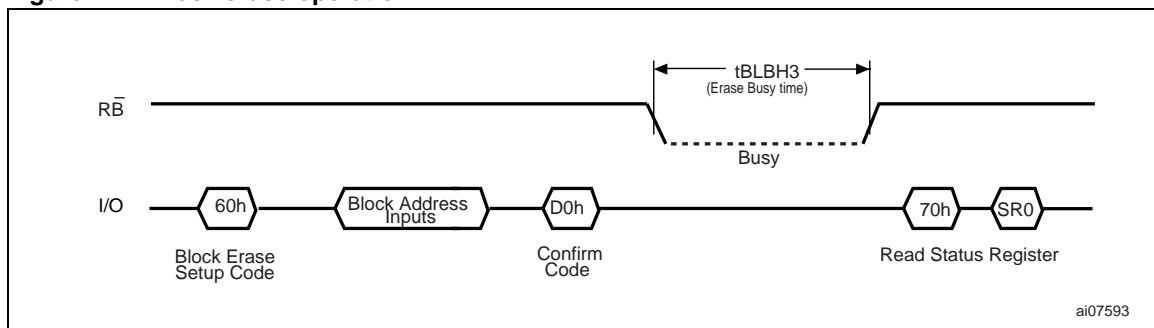 tBLBH3
(Erase Busy time)
RB̅
Busy
I/O
60h
Block Address
Inputs
D0h
70h
SR0
Block Erase
Setup Code
Confirm
Code
Read Status Register
ai07593